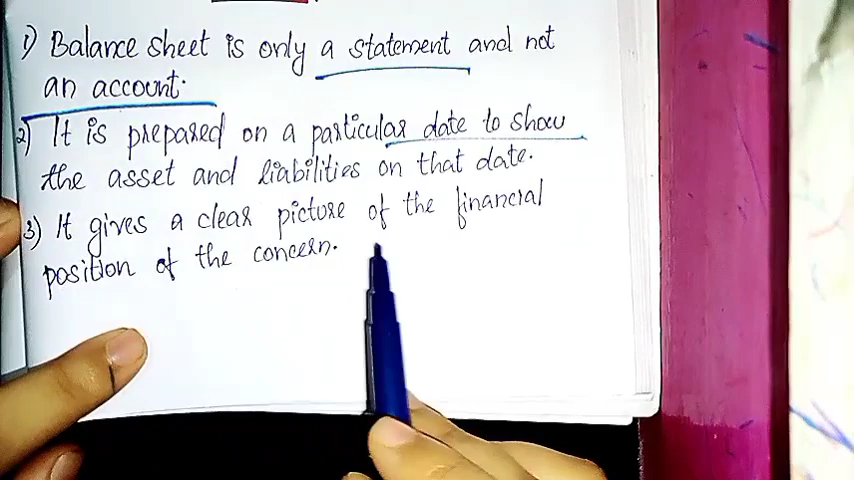 1) Balance sheet is only a statement and not
an account.
2) It is prepared on a particular date to show
the asset and liabilities on that date.
3) It gives a clear picture of the financial
position of the concern.